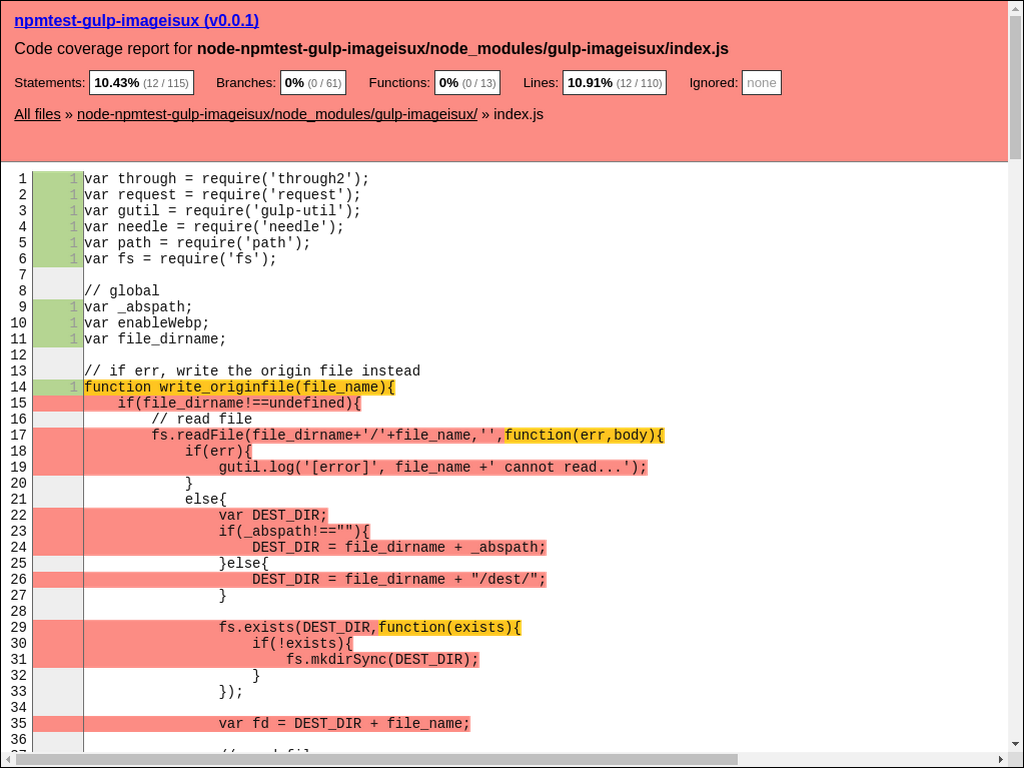 npmtest-gulp-imageisux (v0.0.1)
Code coverage report for node-npmtest-gulp-imageisux/node_modules/gulp-imageisux/index.js
Statements: 10.43% (12 / 115) Branches: 0% (0 / 61) Functions: 0% (0 / 13) Lines: 10.91% (12 / 110) Ignored: none
All files » node-npmtest-gulp-imageisux/node_modules/gulp-imageisux/ » index.js
1 1 var through = require('through2');
2 1 var request = require('request');
3 1 var gutil = require('gulp-util');
4 1 var needle = require('needle');
5 1 var path = require('path');
6 1 var fs = require('fs');
7
8 // global
9 1 var _abspath;
10 1 var enableWebp;
11 1 var file_dirname;
12
13 // if err, write the origin file instead
14 1 function write_originfile(file_name){
15 if(file_dirname!==undefined){
16 // read file
17 fs.readFile(file_dirname+'/'+file_name,'',function(err,body){
18 if(err){
19 gutil.log('[error]', file_name +' cannot read...');
20 }
21 else{
22 var DEST_DIR;
23 if(_abspath!==""){
24 DEST_DIR = file_dirname + _abspath;
25 }else{
26 DEST_DIR = file_dirname + "/dest/";
27 }
28
29 fs.exists(DEST_DIR,function(exists){
30 if(!exists){
31 fs.mkdirSync(DEST_DIR);
32 }
33 });
34
35 var fd = DEST_DIR + file_name;
36